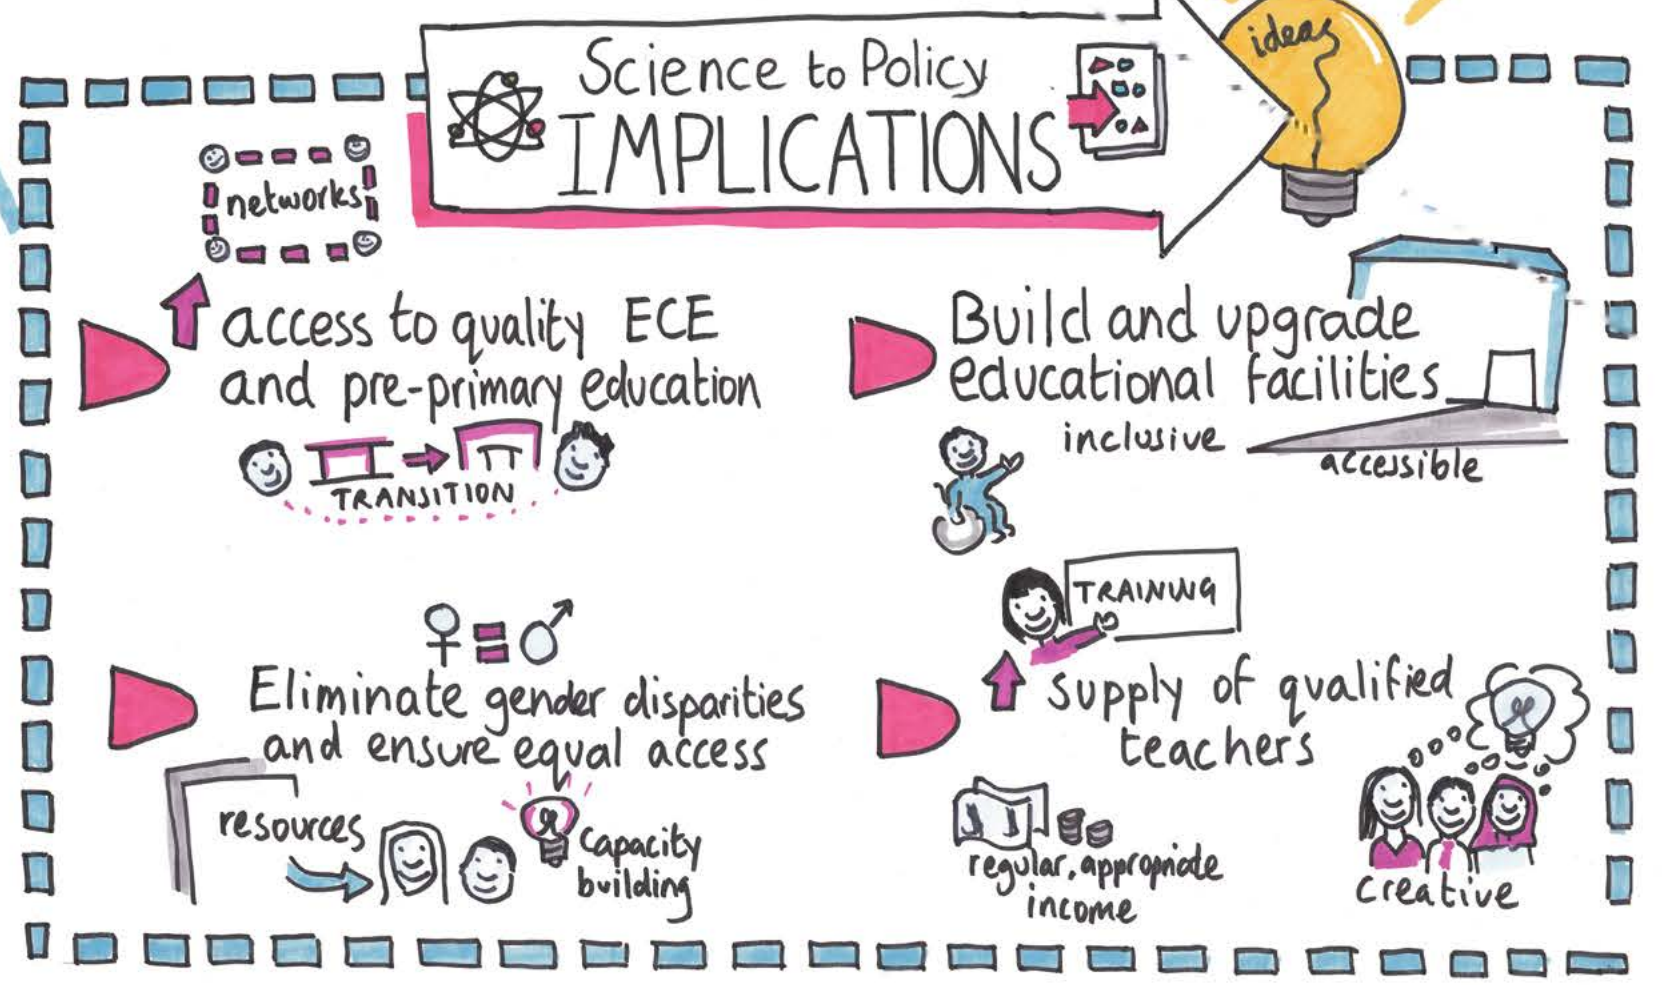 Science to Policy
IMPLICATIONS
ideas
networks
access to quality ECE
and pre-primary education
TRANSITION
Build and upgrade
educational facilities
inclusive
accessible
Eliminate gender disparities
and ensure equal access
resources
capacity
building
TRAINING
supply of qualified
teachers
regular, appropriate
income
creative